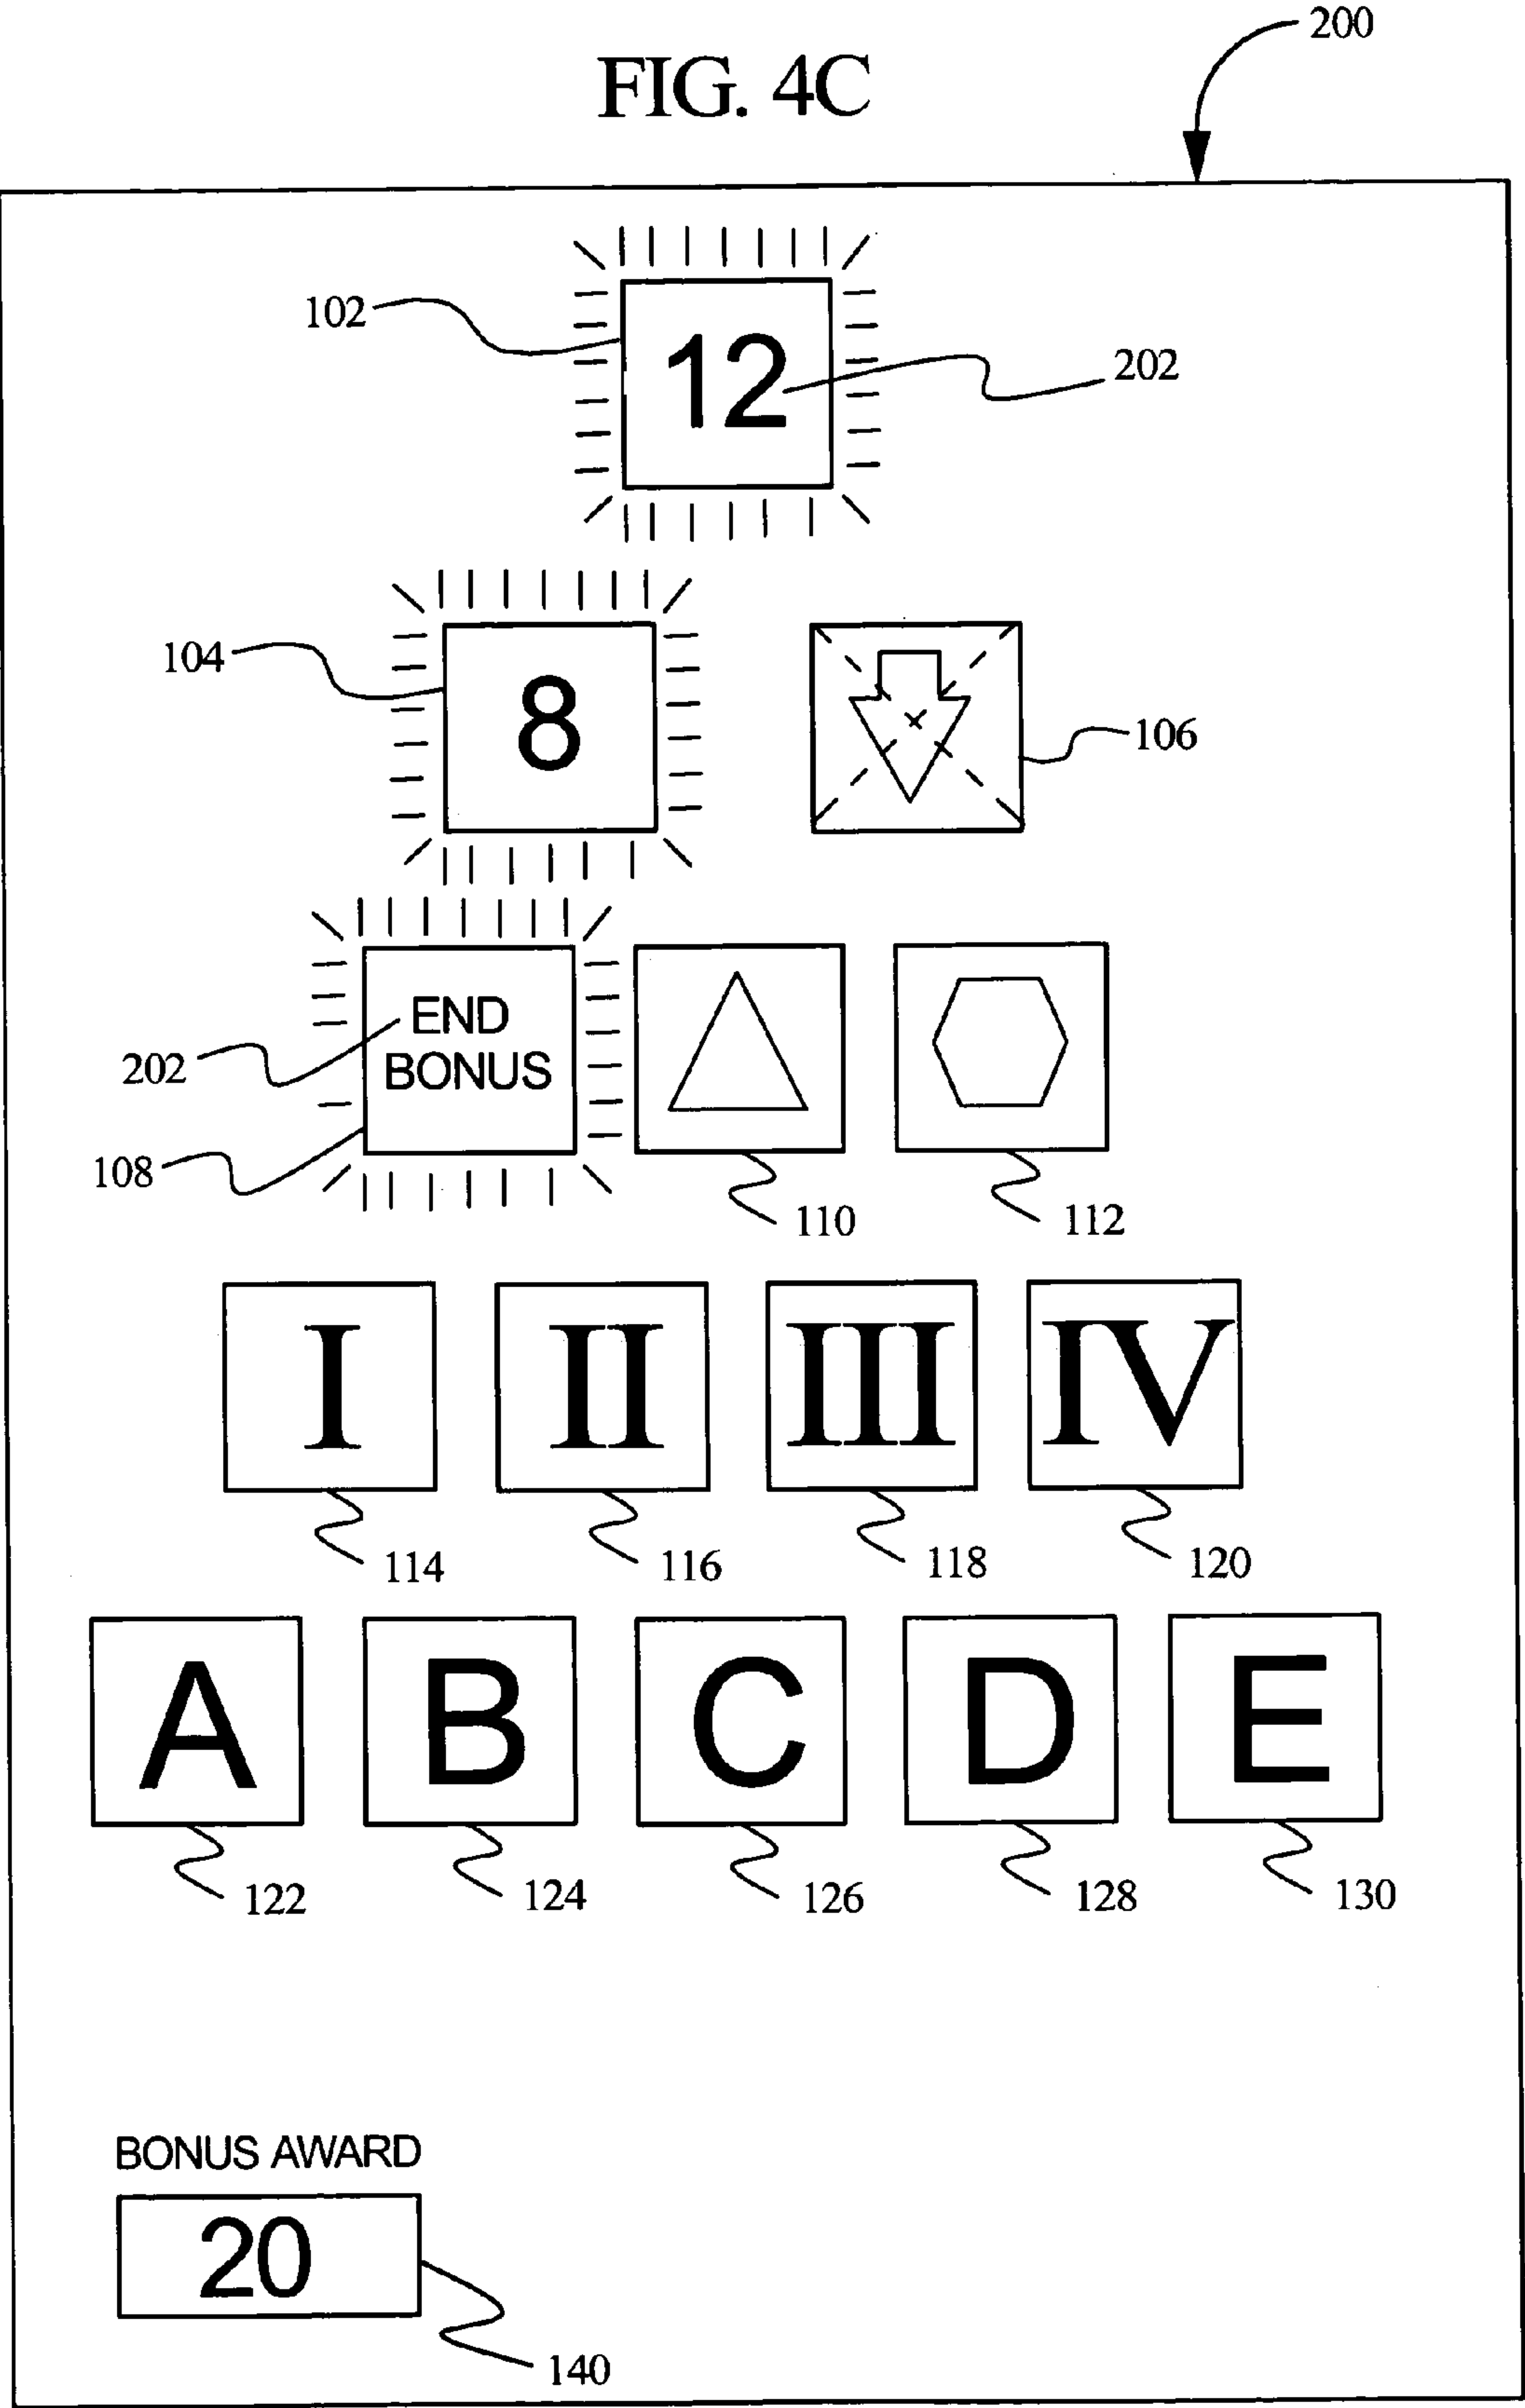 200
FIG. 4C
102
12
202
104
8
106
END
BONUS
202
108
110
112
I
II
III
IV
114
116
118
120
A
B
C
D
E
122
124
126
128
130
BONUS AWARD
20
140